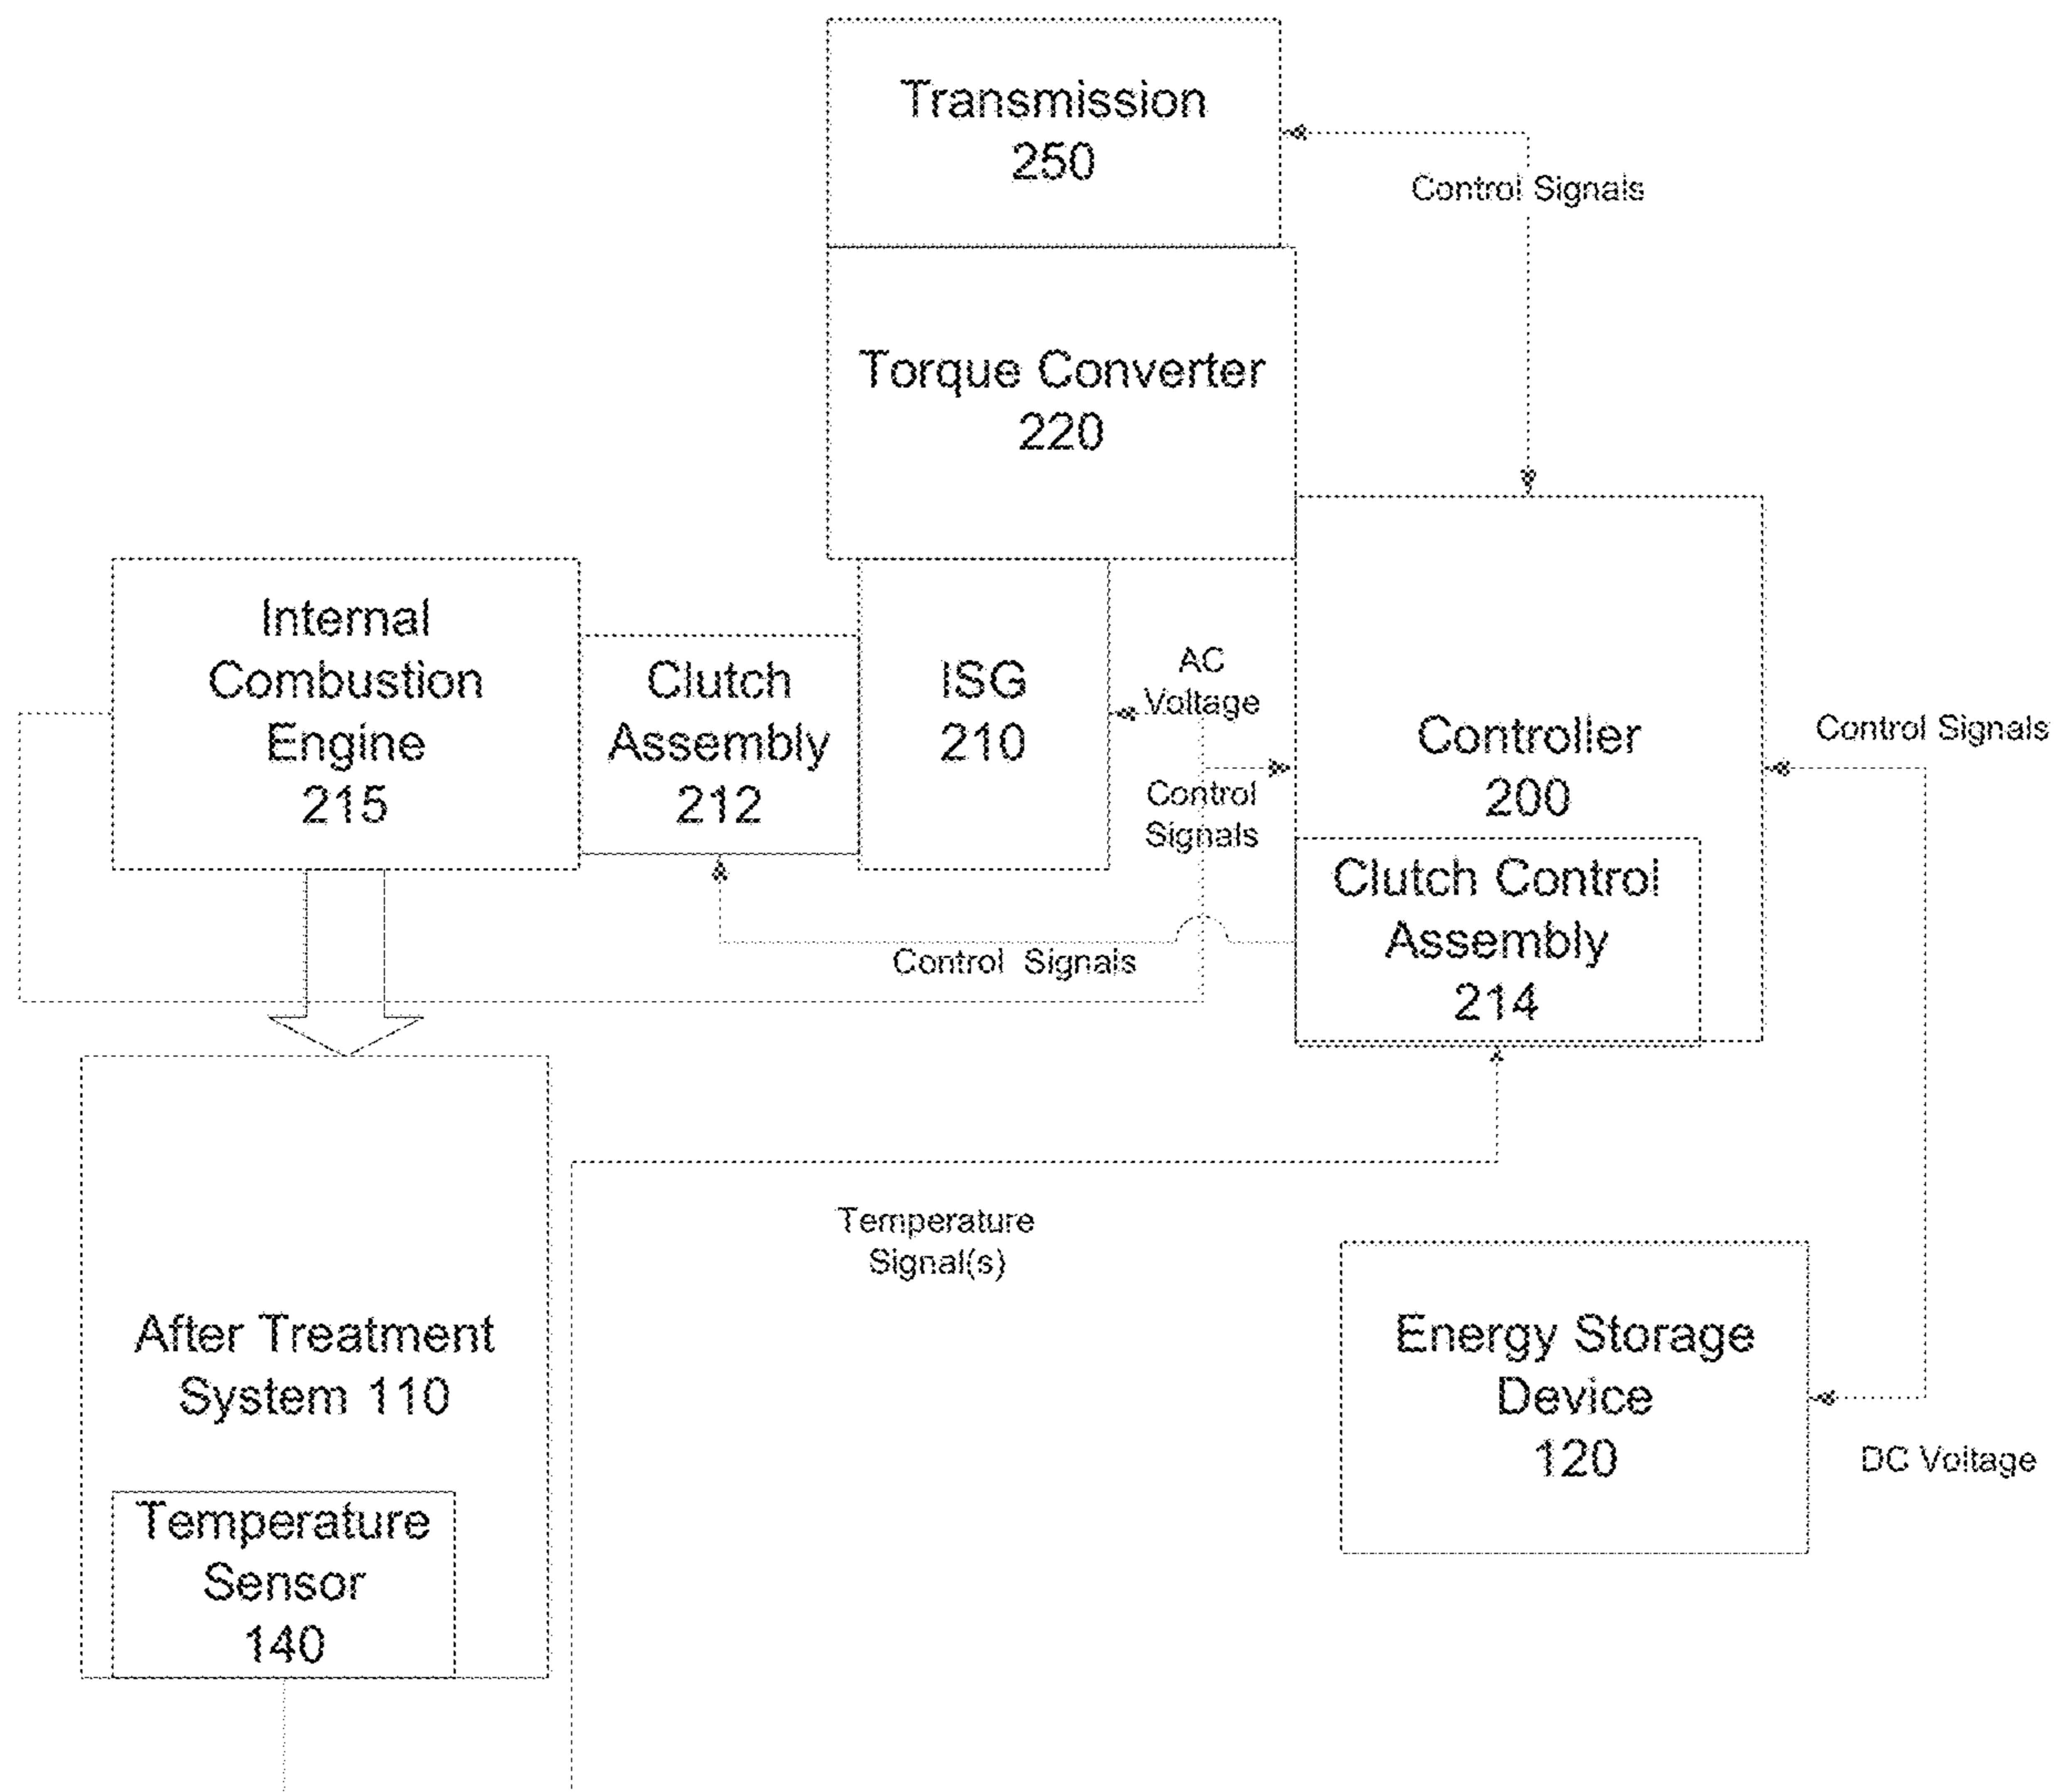 Transmission
250
Control Signals
Torque Converter
220
Internal
Combustion
Engine
215
Clutch
Assembly
212
ISG
210
AC
Voltage
Control
Signals
Controller
200
Control Signals
Clutch Control
Assembly
214
Control Signals
Temperature
Signal(s)
After Treatment
System 110
Energy Storage
Device
120
DC Voltage
Temperature
Sensor
140